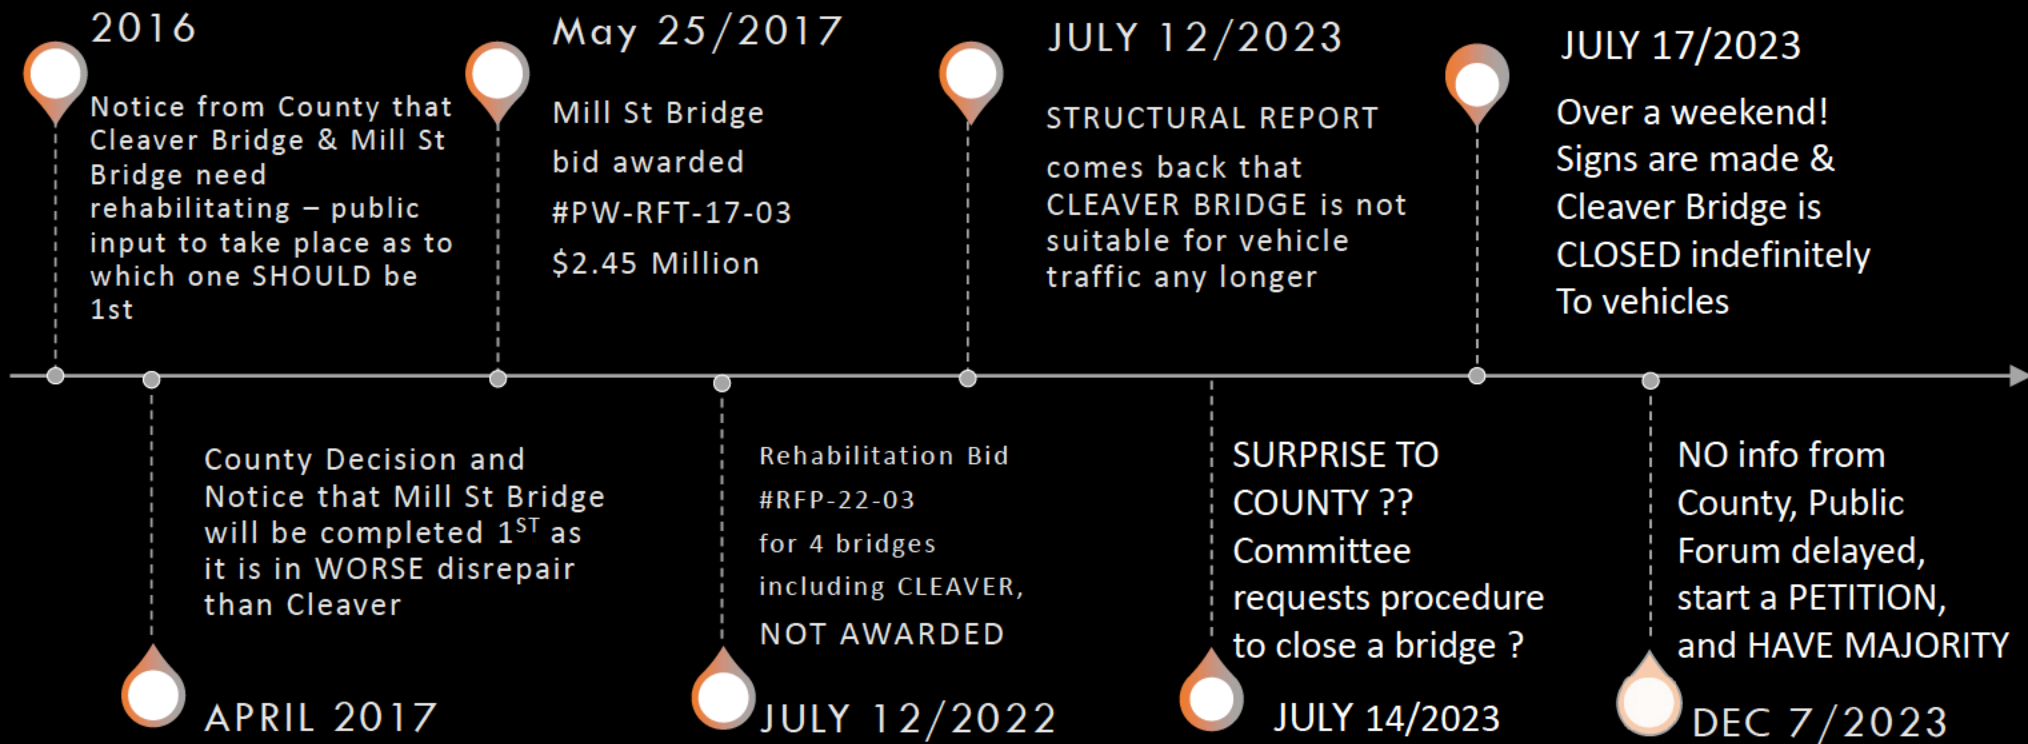 2016
Notice from County that
Cleaver Bridge & Mill St
Bridge need
rehabilitating – public
input to take place as to
which one SHOULD be
1st
County Decision and
Notice that Mill St Bridge
will be completed 1ST as
it is in WORSE disrepair
than Cleaver
APRIL 2017
May 25/2017
Mill St Bridge
bid awarded
#PW-RFT-17-03
$2.45 Million
Rehabilitation Bid
#RFP-22-03
for 4 bridges
including CLEAVER,
NOT AWARDED
JULY 12/2022
JULY 12/2023
STRUCTURAL REPORT
comes back that
CLEAVER BRIDGE is not
suitable for vehicle
traffic any longer
SURPRISE TO
COUNTY ??
Committee
requests procedure
to close a bridge ?
JULY 14/2023
JULY 17/2023
Over a weekend!
Signs are made &
Cleaver Bridge is
CLOSED indefinitely
To vehicles
NO info from
County, Public
Forum delayed,
start a PETITION,
and HAVE MAJORITY
DEC 7/2023